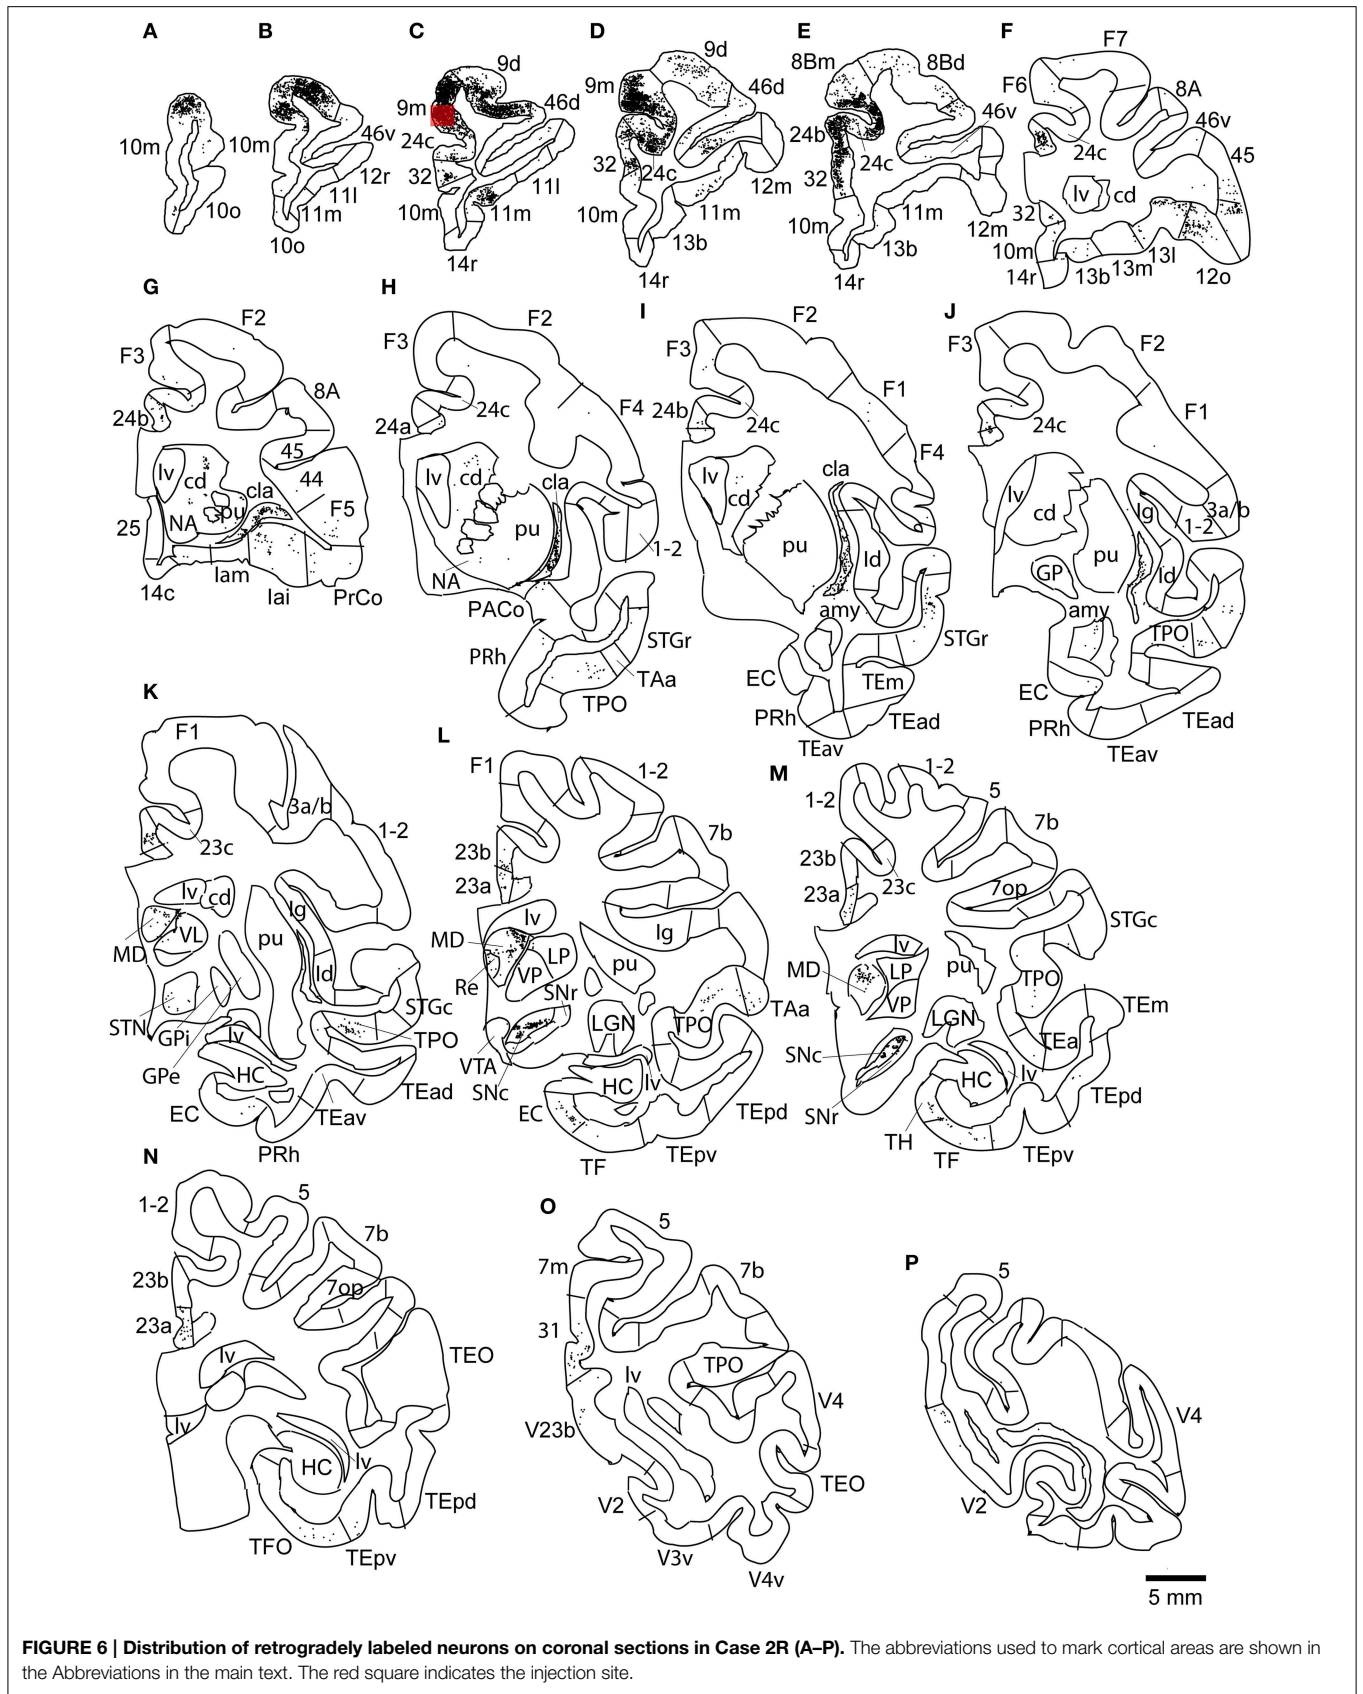 A
B
C
D
E
F
9d
9m
46d
24c
32
10m
11l
11m
14r
10m
10o
10m
46v
12r
11l
11m
10o
9d
9m
46d
32
24c
12m
10m
11m
13b
14r
8Bm
8Bd
46v
24b
24c
32
10m
11m
12m
13b
14r
F7
F6
8A
46v
24c
45
lv
cd
32
10m
14r
13b
13m
13l
12o
G
H
I
J
F2
F3
8A
24b
45
44
lv
cd
cla
pu
F5
NA
25
lam
14c
Iai
PrCo
F2
F3
F4
24c
24a
lv
cd
cla
pu
1-2
NA
PACo
STGr
PRh
TAa
TPO
F2
F3
F1
24b
24c
F4
cla
lv
cd
pu
ld
amy
STGr
EC
TEm
PRh
TEad
TEav
F3
F2
F1
24c
lv
cd
lg
3a/b
1-2
pu
ld
GP
amy
TPO
EC
PRh
TEad
TEav
K
L
M
F1
3a/b
23c
1-2
lv
cd
lg
VL
pu
MD
ld
STGc
STN
GPi
TPO
lv
GPe
HC
TEad
EC
TEav
PRh
F1
1-2
7b
23b
23a
lv
lg
MD
LP
VP
pu
Re
SNr
TAa
LGN
TPO
VTA
SNc
HC
lv
EC
TEpd
TF
TEpv
1-2
1-2
5
7b
23b
23a
23c
7op
STGc
lv
MD
LP
pu
VP
TPO
TEm
LGN
TEa
SNc
HC
lv
SNr
TEpd
TH
TF
TEpv
N
O
P
1-2
5
7b
23b
7op
23a
lv
TEO
lv
HC
lv
TEpd
TFO
TEpv
5
7m
7b
31
TPO
lv
V4
V23b
TEO
V2
V3v
V4v
5
V4
V2
5 mm
FIGURE 6 | Distribution of retrogradely labeled neurons on coronal sections in Case 2R (A–P). The abbreviations used to mark cortical areas are shown in
the Abbreviations in the main text. The red square indicates the injection site.